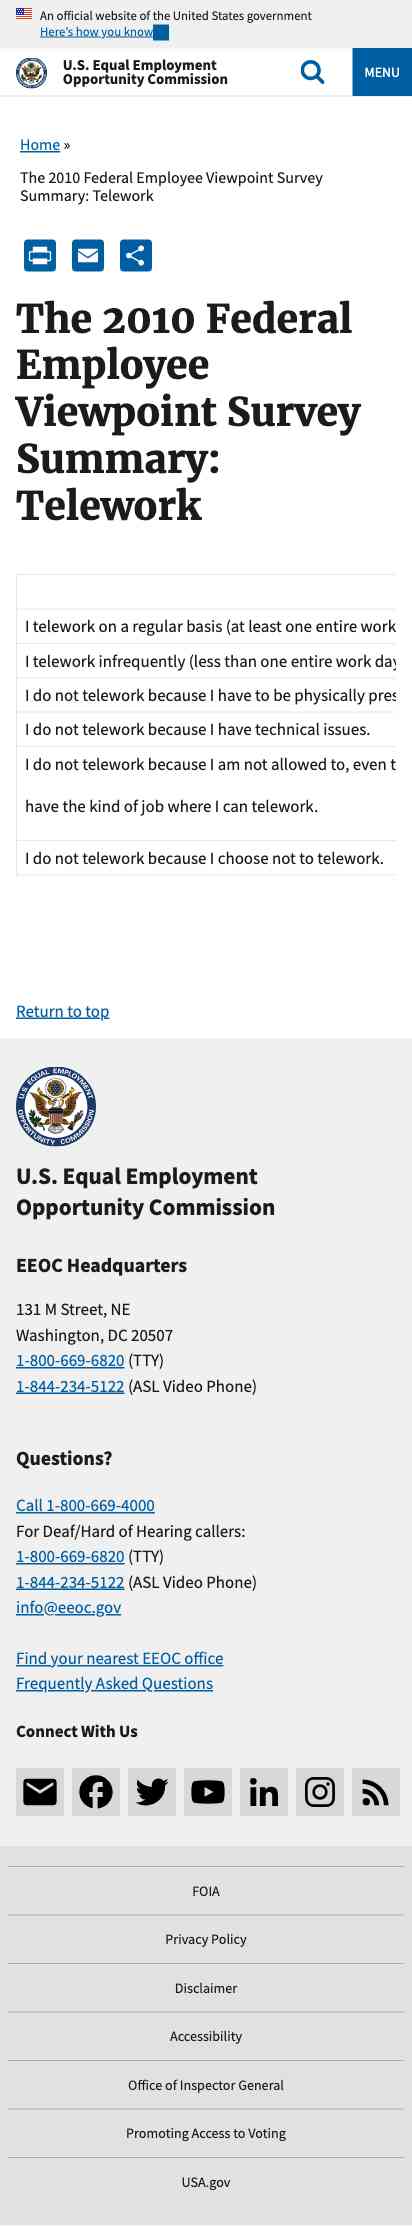 An official website of the United States government
Here's how you know
U.S. Equal Employment
Opportunity Commission
MENU
Home »
The 2010 Federal Employee Viewpoint Survey
Summary: Telework
The 2010 Federal
Employee
Viewpoint Survey
Summary:
Telework
I telework on a regular basis (at least one entire work
I telework infrequently (less than one entire work day
I do not telework because I have to be physically pres
I do not telework because I have technical issues.
I do not telework because I am not allowed to, even t
have the kind of job where I can telework.
I do not telework because I choose not to telework.
Return to top
U.S. EQUAL EMPLOYMENT OPPORTUNITY COMMISSION
U.S. Equal Employment
Opportunity Commission
EEOC Headquarters
131 M Street, NE
Washington, DC 20507
1-800-669-6820 (TTY)
1-844-234-5122 (ASL Video Phone)
Questions?
Call 1-800-669-4000
For Deaf/Hard of Hearing callers:
1-800-669-6820 (TTY)
1-844-234-5122 (ASL Video Phone)
info@eeoc.gov
Find your nearest EEOC office
Frequently Asked Questions
Connect With Us
FOIA
Privacy Policy
Disclaimer
Accessibility
Office of Inspector General
Promoting Access to Voting
USA.gov